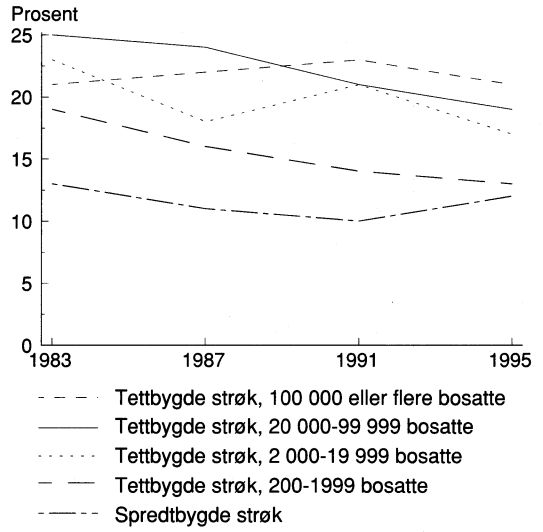 Prosent
25
20
15
10
5
0
1983 1987 1991 1995
Tettbygde strøk, 100 000 eller flere bosatte
Tettbygde strøk, 20 000-99 999 bosatte
Tettbygde strøk, 2 000-19 999 bosatte
Tettbygde strøk, 200-1999 bosatte
Spredtbygde strøk